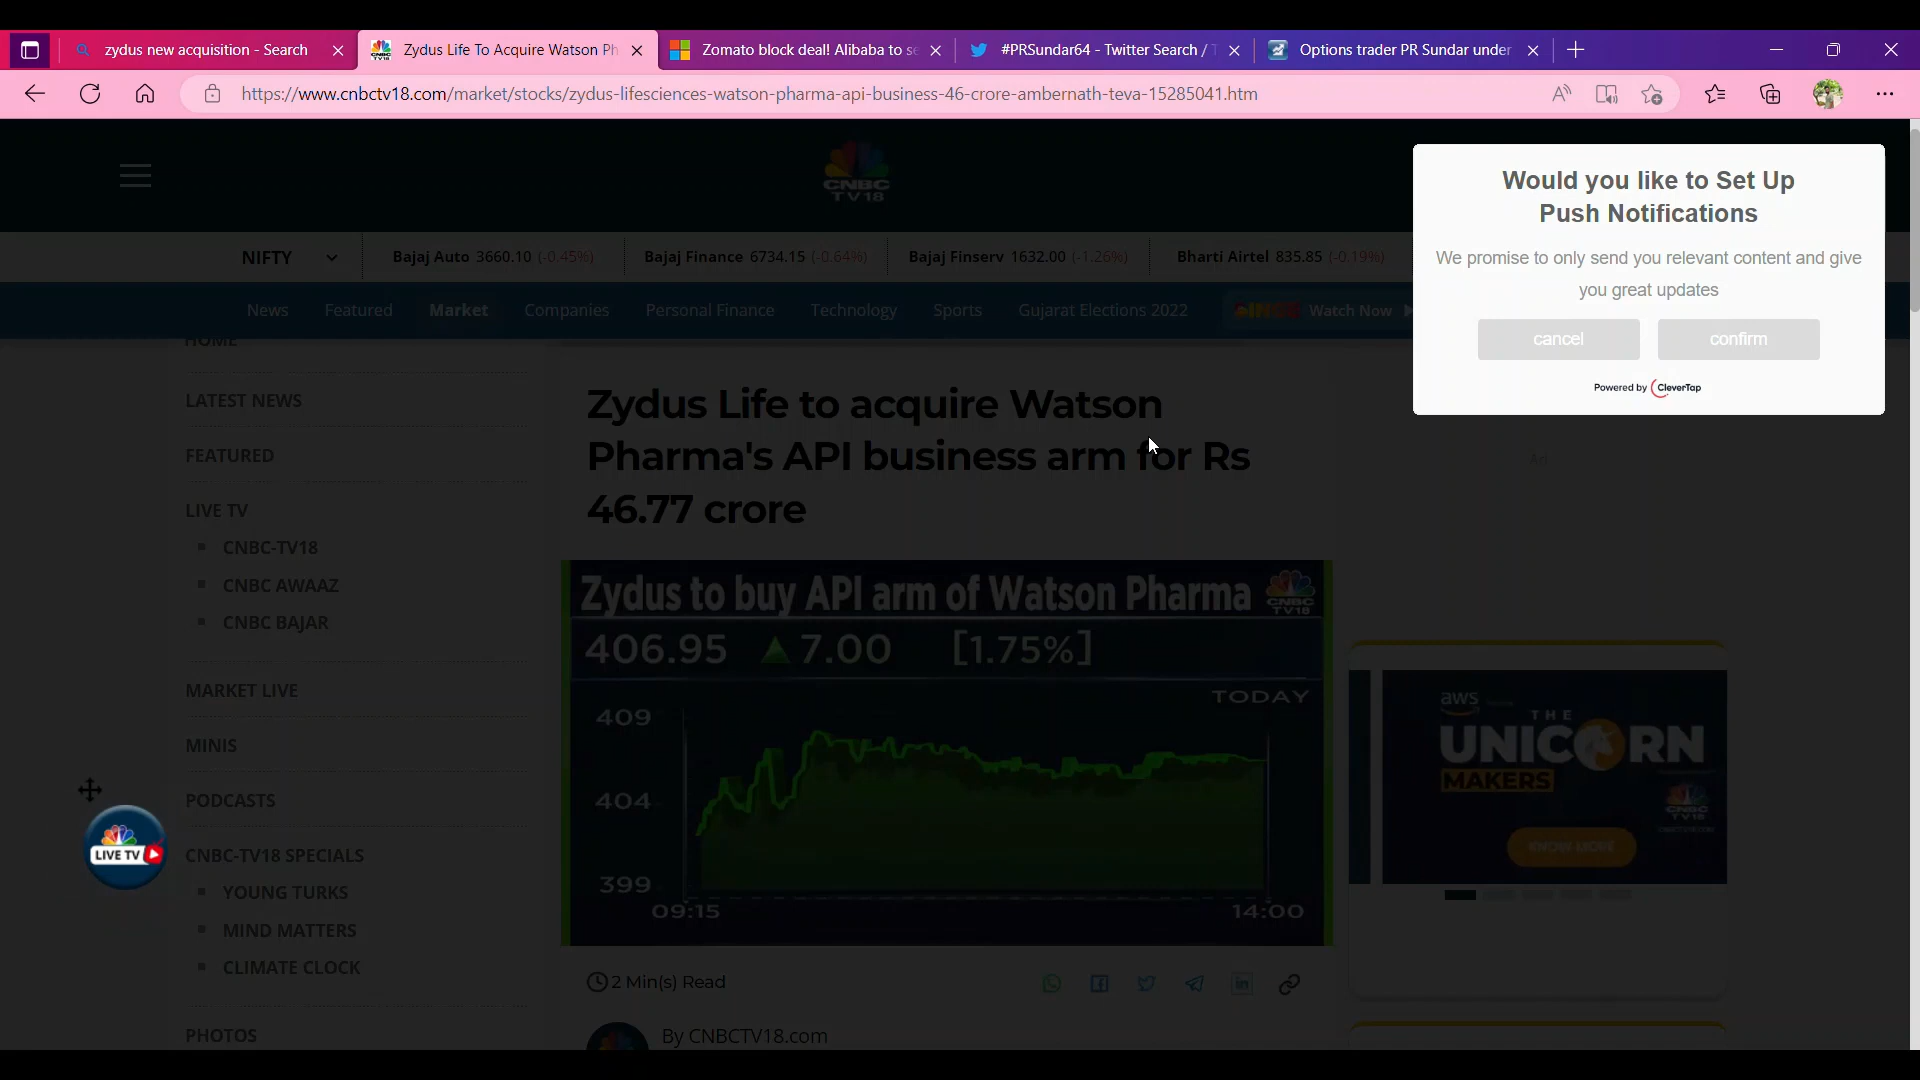 zydus new acquisition - Search
Zydus Life To Acquire Watson Ph
Zomato block deal! Alibaba to se
#PRSundar64 - Twitter Search / T
Options trader PR Sundar under
https://www.cnbctv18.com/market/stocks/zydus-lifesciences-watson-pharma-api-business-46-crore-ambernath-teva-15285041.htm
CNBC
TV18
Would you like to Set Up
Push Notifications
We promise to only send you relevant content and give
you great updates
cancel
confirm
Powered by CleverTap
NIFTY
Bajaj Auto 3660.10 (-0.45%)
Bajaj Finance 6734.15 (-0.64%)
Bajaj Finserv 1632.00 (-1.26%)
Bharti Airtel 835.85 (-0.19%)
News
Featured
Market
Companies
Personal Finance
Technology
Sports
Gujarat Elections 2022
Watch Now
HOME
LATEST NEWS
FEATURED
LIVE TV
CNBC-TV18
CNBC AWAAZ
CNBC BAJAR
MARKET LIVE
MINIS
PODCASTS
CNBC-TV18 SPECIALS
YOUNG TURKS
MIND MATTERS
CLIMATE CLOCK
PHOTOS
LIVE TV
Zydus Life to acquire Watson
Pharma's API business arm for Rs
46.77 crore
Zydus to buy API arm of Watson Pharma
CNBC
TV18
406.95 ▲ 7.00 [1.75%]
TODAY
409
404
399
09:15
14:00
2 Min(s) Read
By CNBCTV18.com
Ad
aws
THE
UNICORN
MAKERS
CNBC
TV18
KNOW MORE